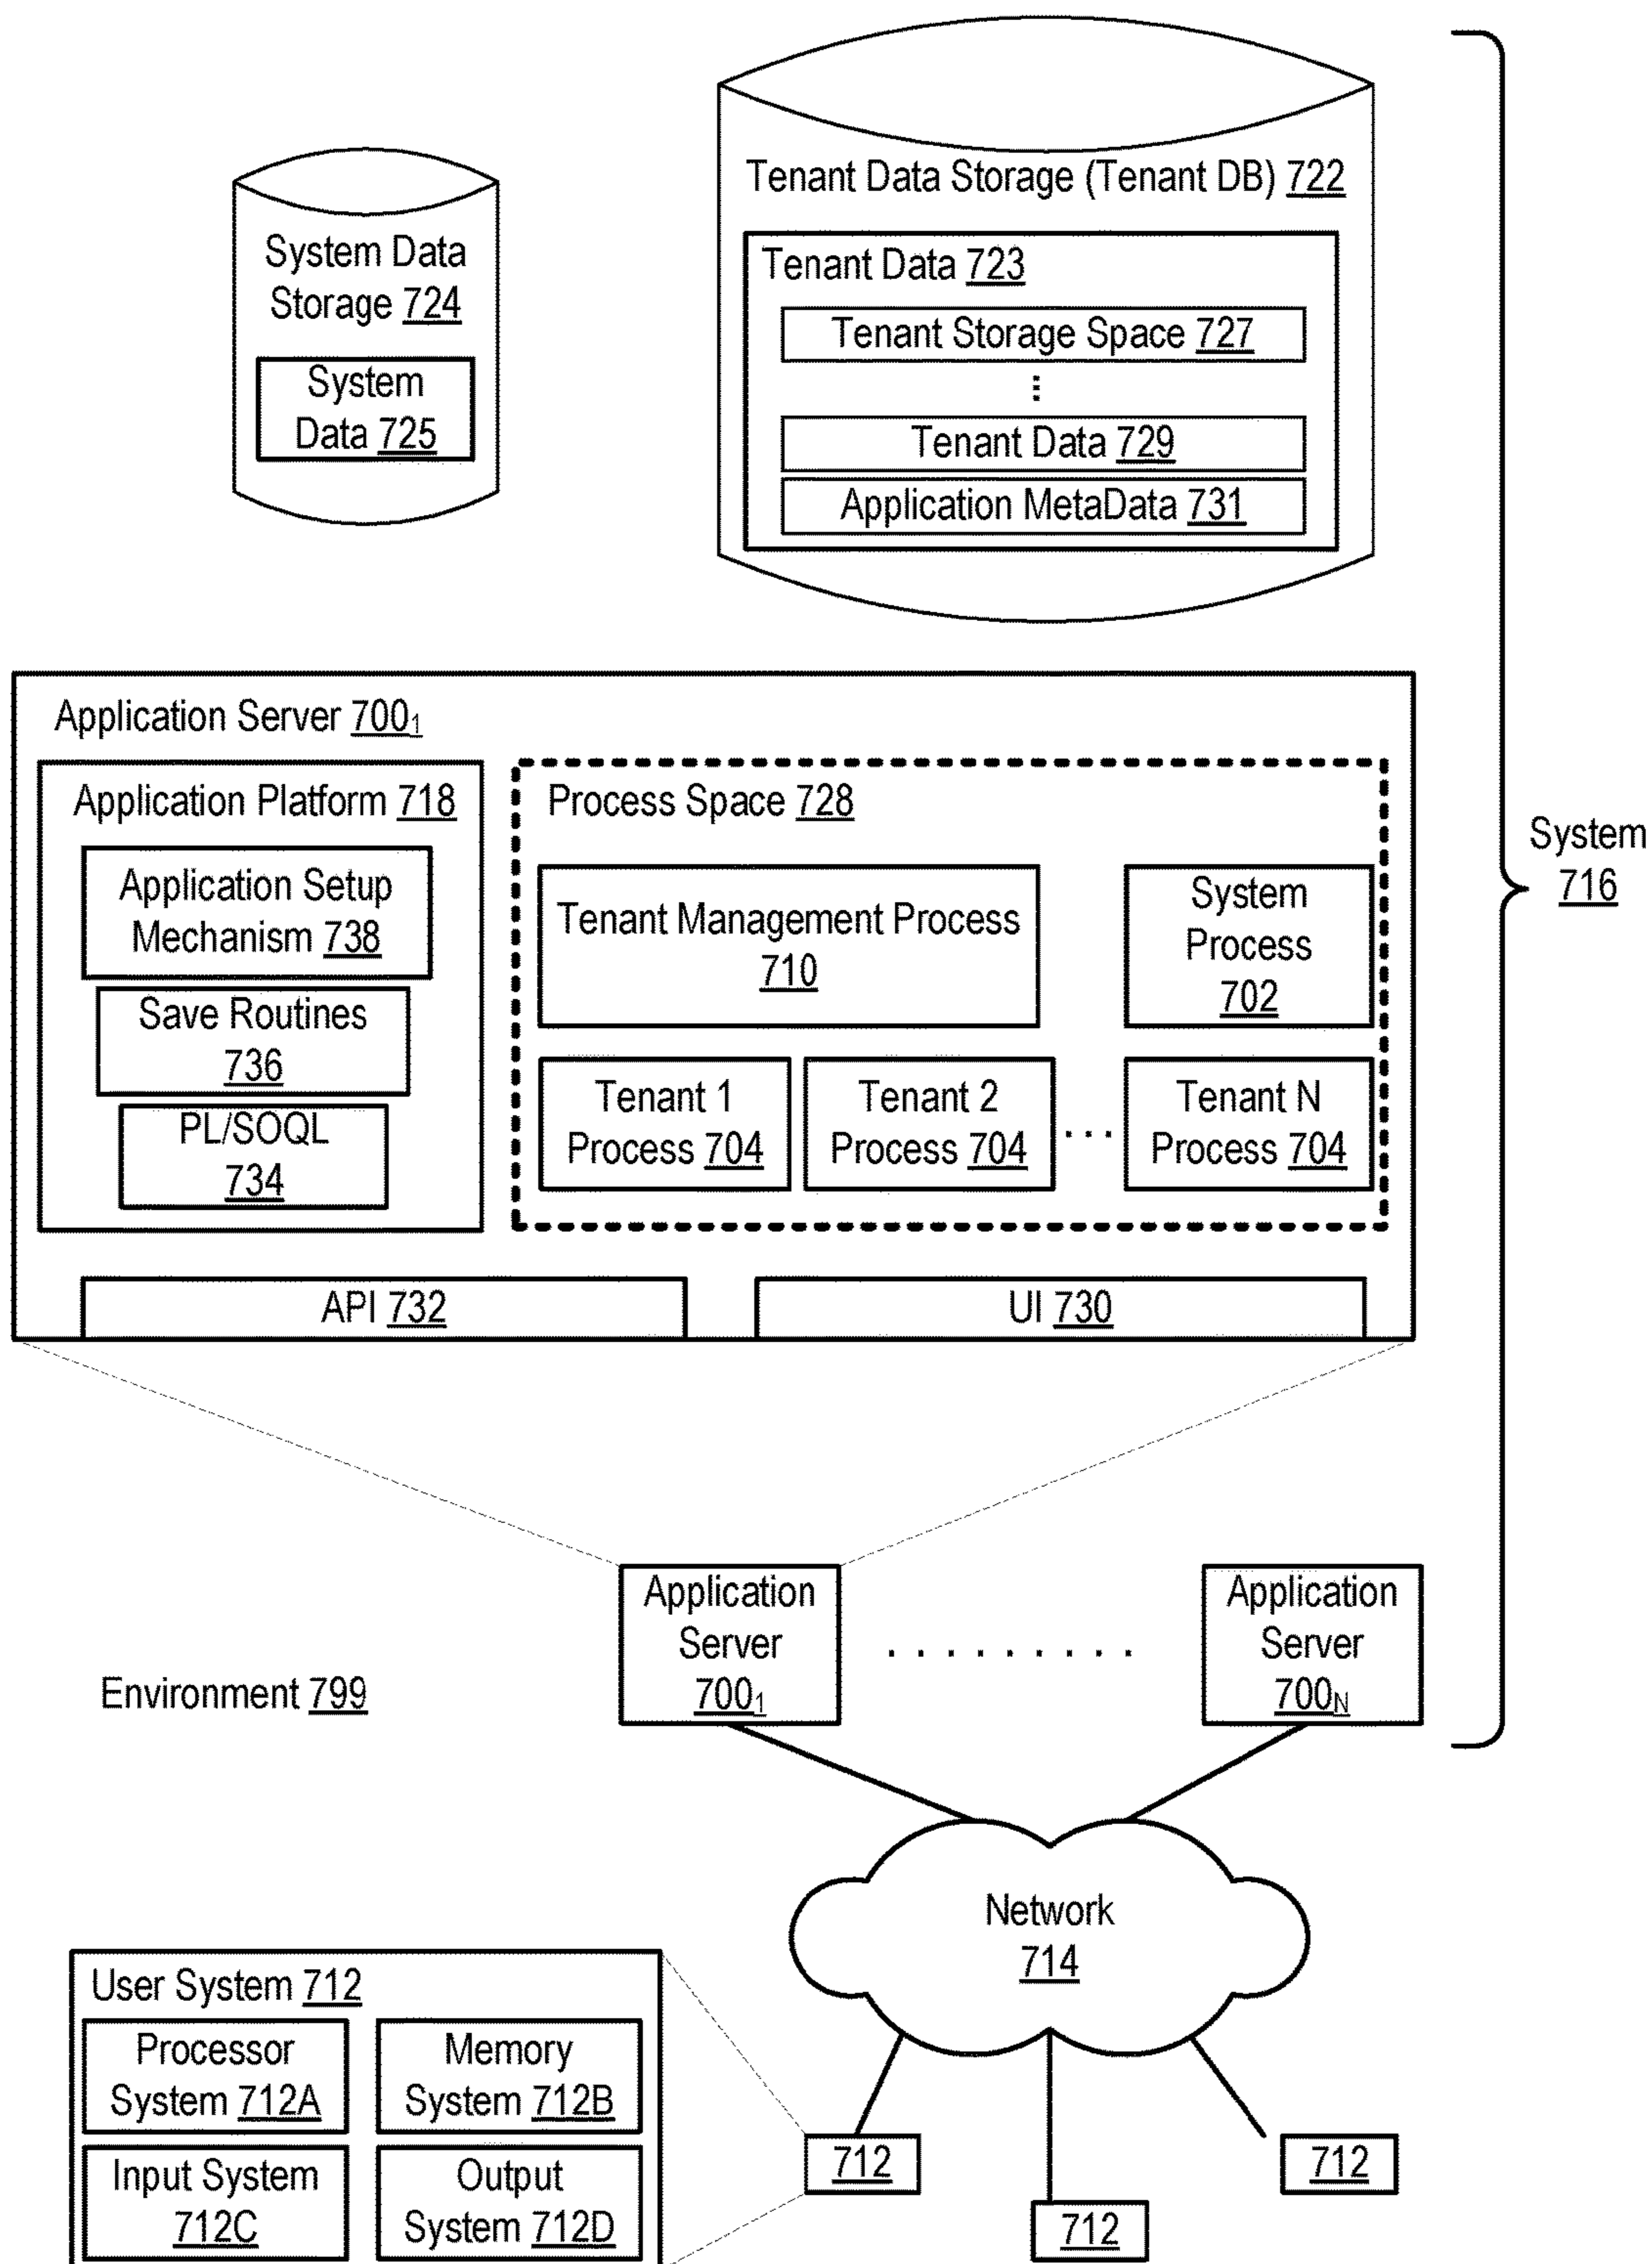 Tenant Data Storage (Tenant DB) 722
System Data
Storage 724
System
Data 725
Tenant Data 723
Tenant Storage Space 727
⋮
Tenant Data 729
Application MetaData 731
Application Server 700₁
Application Platform 718
Application Setup
Mechanism 738
Save Routines
736
PL/SOQL
734
Process Space 728
Tenant Management Process
710
System
Process
702
Tenant 1
Process 704
Tenant 2
Process 704
...
Tenant N
Process 704
API 732
UI 730
System
716
Application
Server
700₁
. . . . . . . . .
Application
Server
700N
Environment 799
Network
714
User System 712
Processor
System 712A
Memory
System 712B
Input System
712C
Output
System 712D
712
712
712